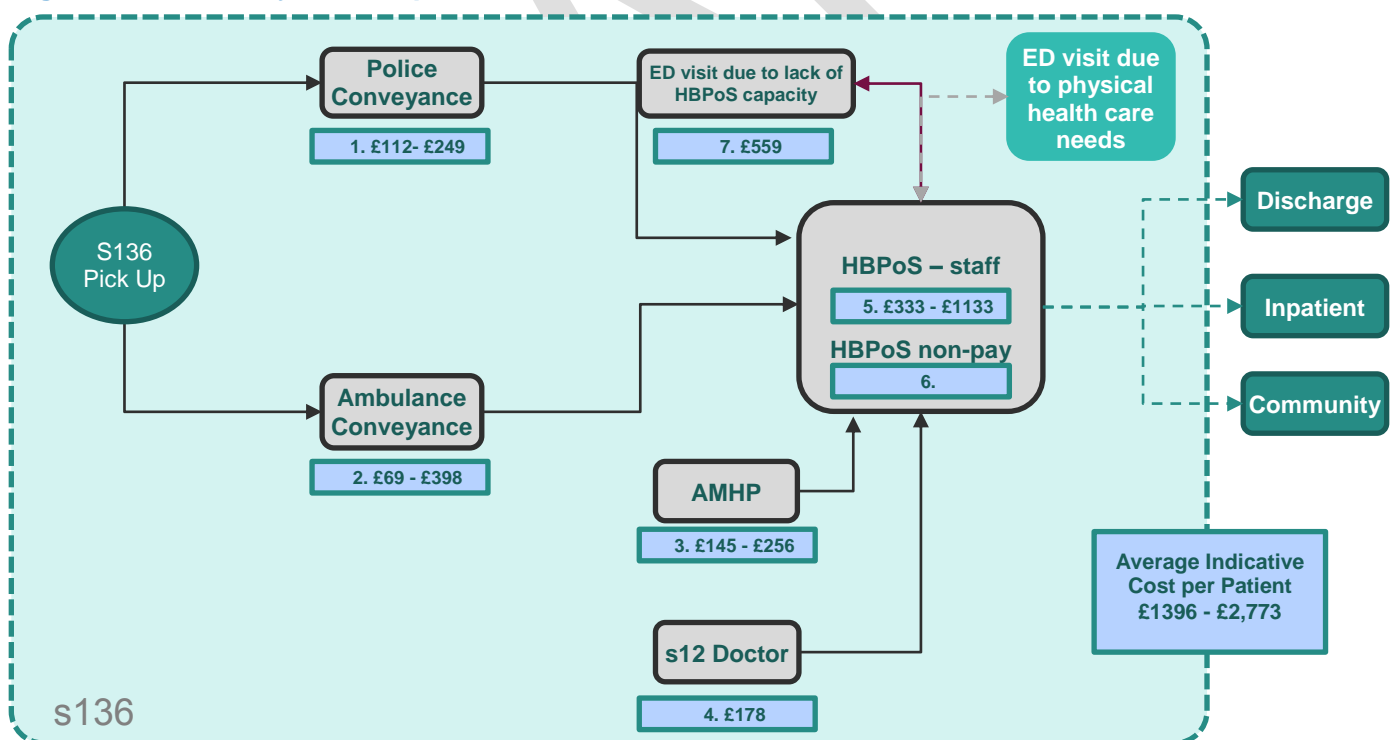 Police
Conveyance
1. £112- £249
ED visit due to lack of
HBPoS capacity
7. £559
ED visit due
to physical
health care
needs
S136
Pick Up
HBPoS – staff
5. £333 - £1133
HBPoS non-pay
6.
Discharge
Inpatient
Community
Ambulance
Conveyance
2. £69 - £398
AMHP
3. £145 - £256
s12 Doctor
4. £178
Average Indicative
Cost per Patient
£1396 - £2,773
s136